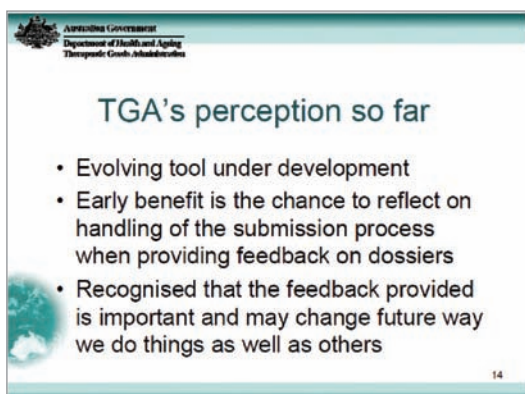 Australian Government
Department of Health and Ageing
Therapeutic Goods Administration
TGA's perception so far
• Evolving tool under development
• Early benefit is the chance to reflect on
handling of the submission process
when providing feedback on dossiers
• Recognised that the feedback provided
is important and may change future way
we do things as well as others
14